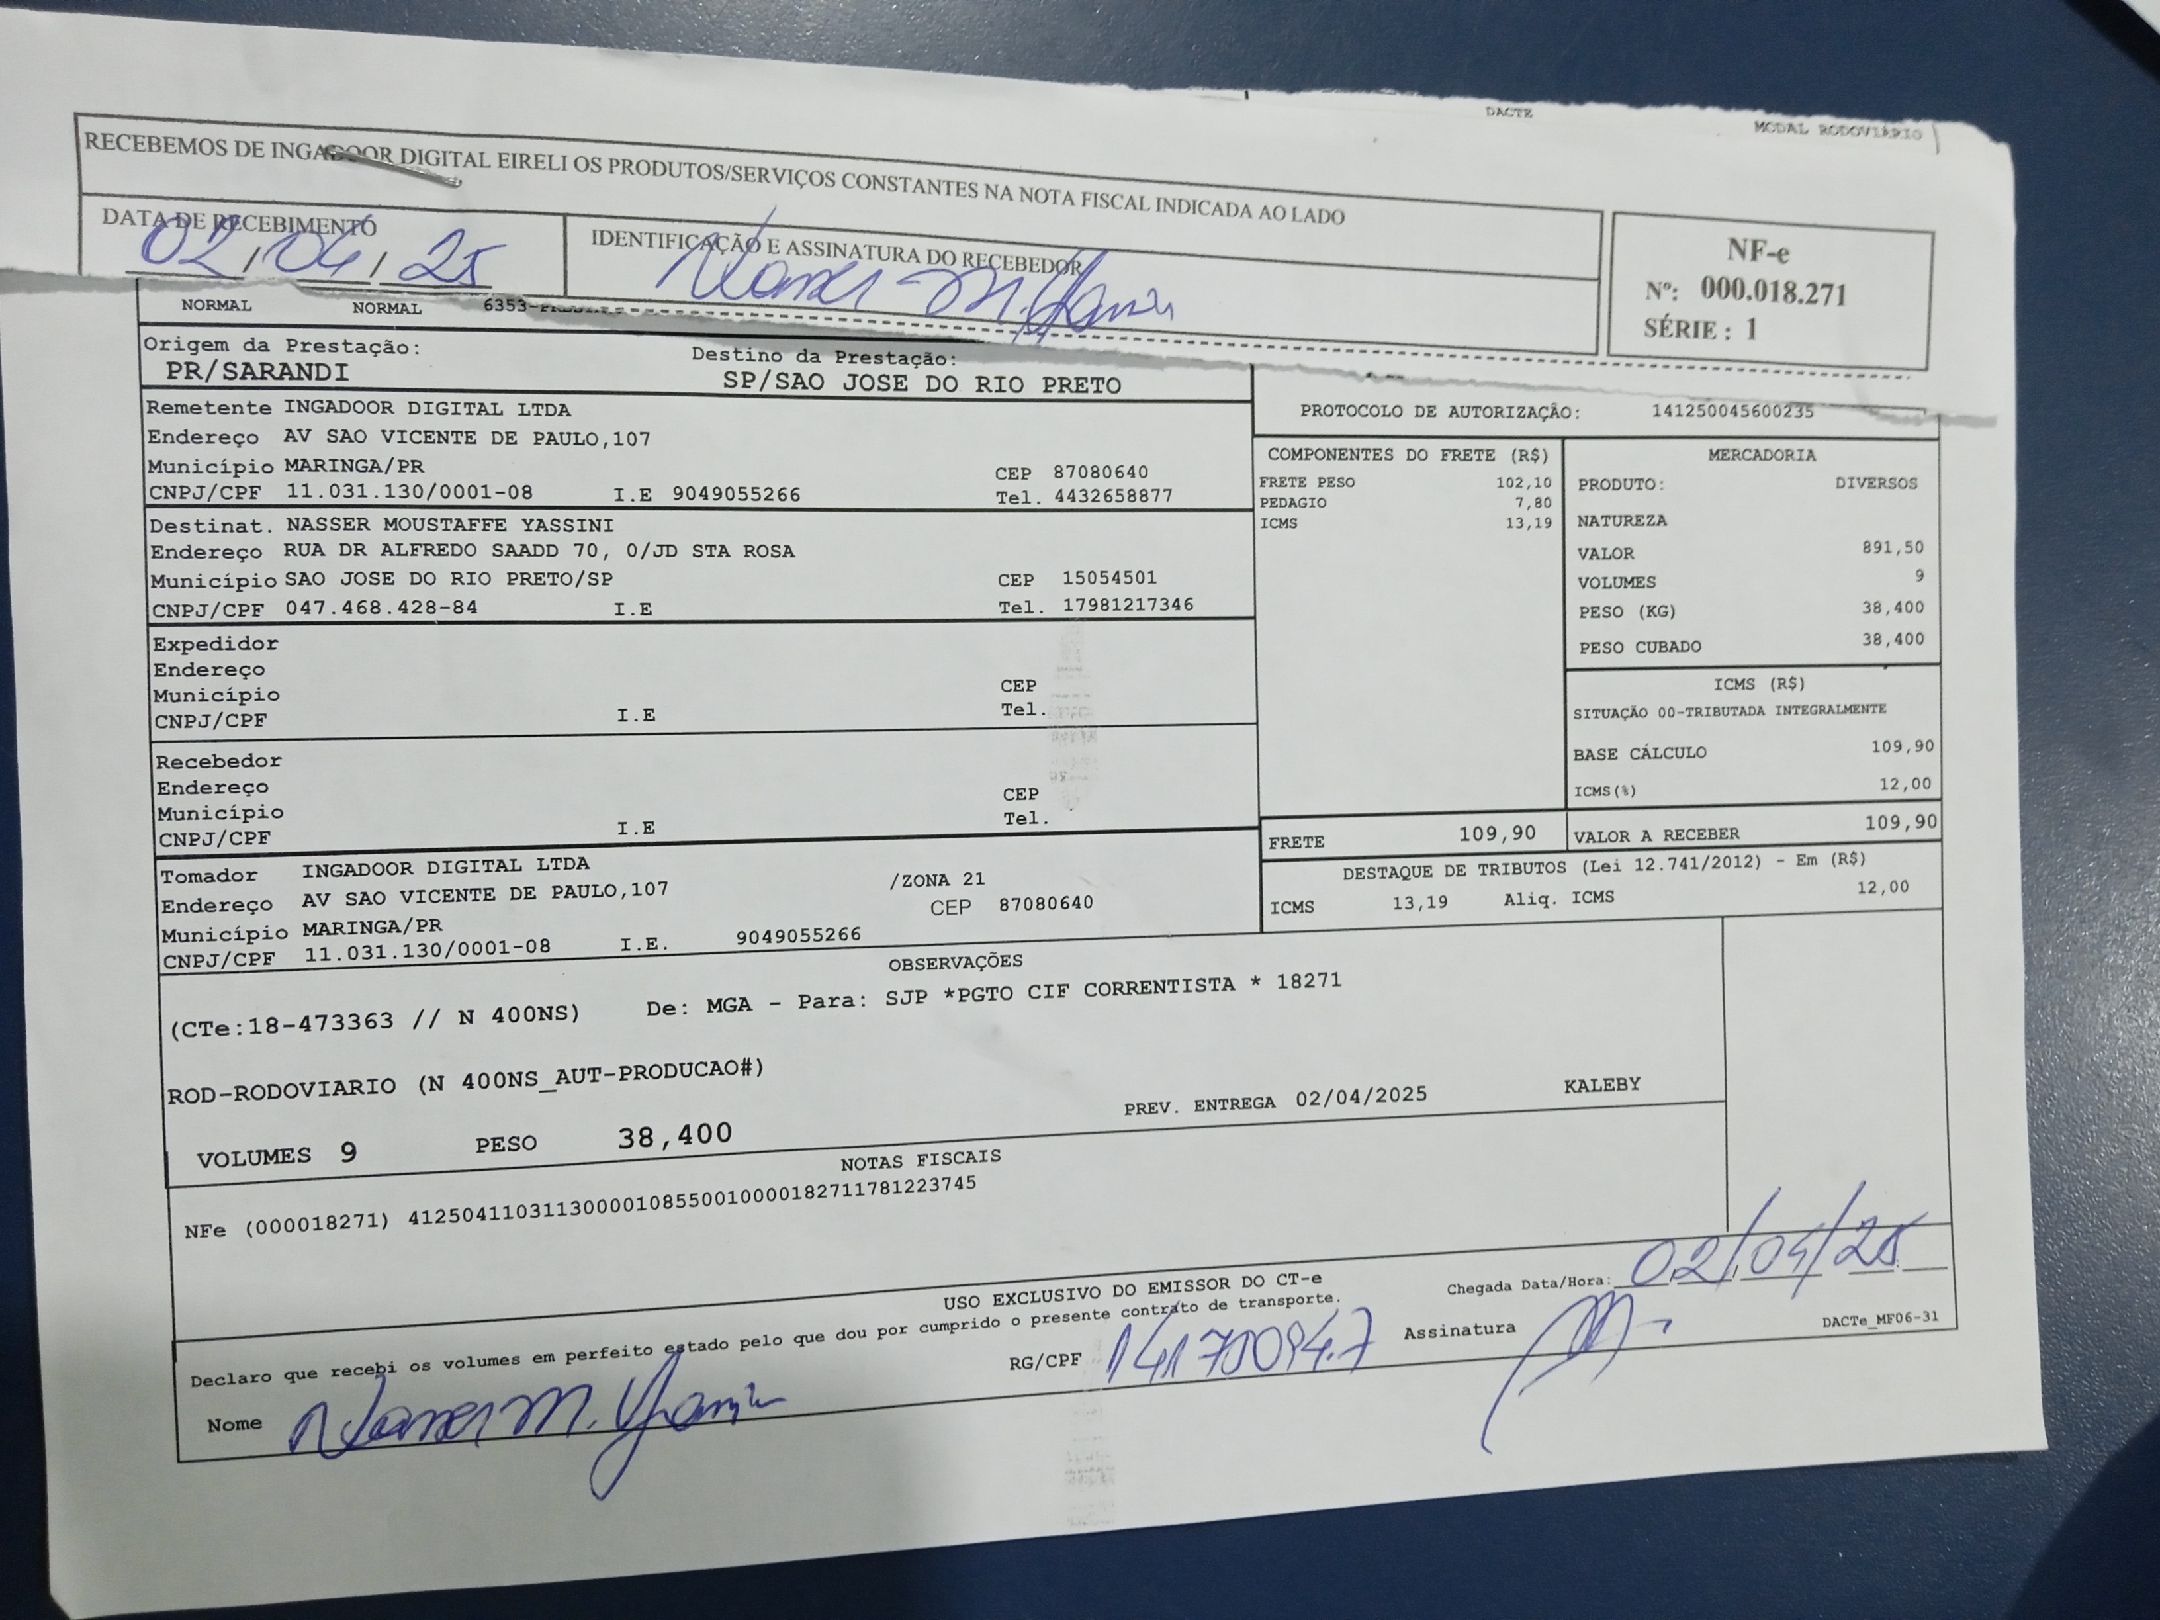 DACTE
MODAL RODOVIÁRIO
RECEBEMOS DE INGADOOR DIGITAL EIRELI OS PRODUTOS/SERVIÇOS CONSTANTES NA NOTA FISCAL INDICADA AO LADO
DATA DE RECEBIMENTO
02/04/25
IDENTIFICAÇÃO E ASSINATURA DO RECEBEDOR
Nasser M. Yassini
NF-e
Nº: 000.018.271
SÉRIE : 1
NORMAL NORMAL 6353-
Origem da Prestação: Destino da Prestação:
PR/SARANDI SP/SAO JOSE DO RIO PRETO
Remetente INGADOOR DIGITAL LTDA
Endereço AV SAO VICENTE DE PAULO,107
Município MARINGA/PR CEP 87080640
CNPJ/CPF 11.031.130/0001-08 I.E 9049055266 Tel. 4432658877
Destinat. NASSER MOUSTAFFE YASSINI
Endereço RUA DR ALFREDO SAADD 70, 0/JD STA ROSA
Município SAO JOSE DO RIO PRETO/SP CEP 15054501
CNPJ/CPF 047.468.428-84 I.E Tel. 17981217346
Expedidor
Endereço
Município CEP
CNPJ/CPF I.E Tel.
Recebedor
Endereço
Município CEP
CNPJ/CPF I.E Tel.
Tomador INGADOOR DIGITAL LTDA
Endereço AV SAO VICENTE DE PAULO,107 /ZONA 21
Município MARINGA/PR CEP 87080640
CNPJ/CPF 11.031.130/0001-08 I.E. 9049055266
PROTOCOLO DE AUTORIZAÇÃO: 141250045600235
COMPONENTES DO FRETE (R$)
FRETE PESO 102,10
PEDAGIO 7,80
ICMS 13,19
MERCADORIA
PRODUTO: DIVERSOS
NATUREZA
VALOR 891,50
VOLUMES 9
PESO (KG) 38,400
PESO CUBADO 38,400
ICMS (R$)
SITUAÇÃO 00-TRIBUTADA INTEGRALMENTE
BASE CÁLCULO 109,90
ICMS(%) 12,00
FRETE 109,90 VALOR A RECEBER 109,90
DESTAQUE DE TRIBUTOS (Lei 12.741/2012) - Em (R$)
ICMS 13,19 Aliq. ICMS 12,00
OBSERVAÇÕES
(CTe:18-473363 // N 400NS) De: MGA - Para: SJP *PGTO CIF CORRENTISTA * 18271
ROD-RODOVIARIO (N 400NS_AUT-PRODUCAO#)
PREV. ENTREGA 02/04/2025 KALEBY
VOLUMES 9 PESO 38,400
NOTAS FISCAIS
NFe (000018271) 41250411031130000108550010000182711781223745
USO EXCLUSIVO DO EMISSOR DO CT-e
Declaro que recebi os volumes em perfeito estado pelo que dou por cumprido o presente contrato de transporte.
Chegada Data/Hora: 02/04/25
Nome Nasser M. Yassini RG/CPF 14170094.7 Assinatura
DACTe_MF06-31